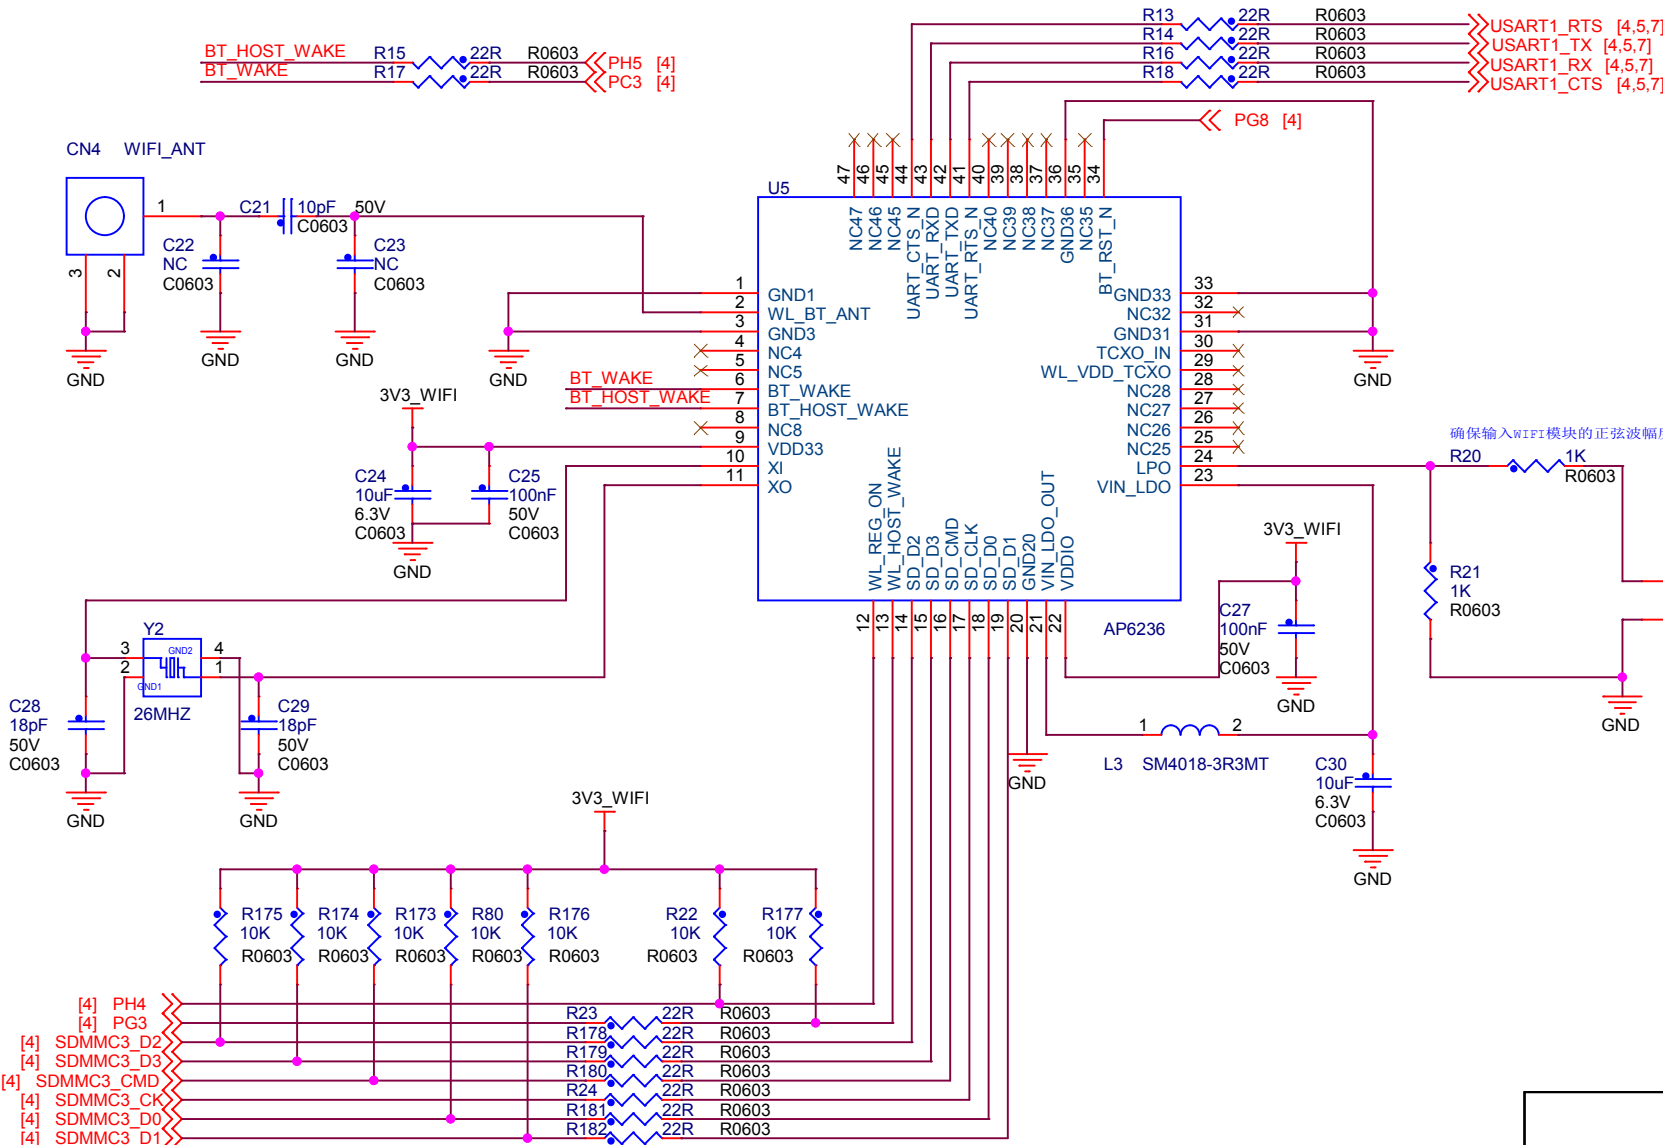 R13 22R R0603 USART1_RTS [4,5,7]
R14 22R R0603 USART1_TX [4,5,7]
R16 22R R0603 USART1_RX [4,5,7]
R18 22R R0603 USART1_CTS [4,5,7]
BT_HOST_WAKE R15 22R R0603 PH5 [4]
BT_WAKE R17 22R R0603 PC3 [4]
PG8 [4]
CN4 WIFI_ANT
1
3
2
C21 10pF 50V
C0603
C22
NC
C0603
C23
NC
C0603
GND
GND
GND
GND
U5
47 46 45 44 43 42 41 40 39 38 37 36 35 34
NC47
NC46
NC45
UART_CTS_N
UART_RXD
UART_TXD
UART_RTS_N
NC40
NC39
NC38
NC37
GND36
NC35
BT_RST_N
1 GND1
2 WL_BT_ANT
3 GND3
4 NC4
5 NC5
6 BT_WAKE
7 BT_HOST_WAKE
8 NC8
9 VDD33
10 XI
11 XO
BT_WAKE
BT_HOST_WAKE
33 GND33
32 NC32
31 GND31
30 TCXO_IN
29 WL_VDD_TCXO
28 NC28
27 NC27
26 NC26
25 NC25
24 LPO
23 VIN_LDO
GND
WL_REG_ON
WL_HOST_WAKE
SD_D2
SD_D3
SD_CMD
SD_CLK
SD_D0
SD_D1
GND20
VIN_LDO_OUT
VDDIO
12 13 14 15 16 17 18 19 20 21 22
AP6236
3V3_WIFI
C24
10uF
6.3V
C0603
C25
100nF
50V
C0603
GND
确保输入WIFI模块的正弦波幅
R20 1K
R0603
R21
1K
R0603
GND
3V3_WIFI
C27
100nF
50V
C0603
GND
Y2
3
2
GND2
GND1
4
1
26MHZ
C28
18pF
50V
C0603
GND
C29
18pF
50V
C0603
GND
1 2
L3 SM4018-3R3MT
GND
C30
10uF
6.3V
C0603
GND
3V3_WIFI
R175
10K
R0603
R174
10K
R0603
R173
10K
R0603
R80
10K
R0603
R176
10K
R0603
R22
10K
R0603
R177
10K
R0603
[4] PH4
[4] PG3 R23 22R R0603
[4] SDMMC3_D2 R178 22R R0603
[4] SDMMC3_D3 R179 22R R0603
[4] SDMMC3_CMD R180 22R R0603
[4] SDMMC3_CK R24 22R R0603
[4] SDMMC3_D0 R181 22R R0603
[4] SDMMC3_D1 R182 22R R0603